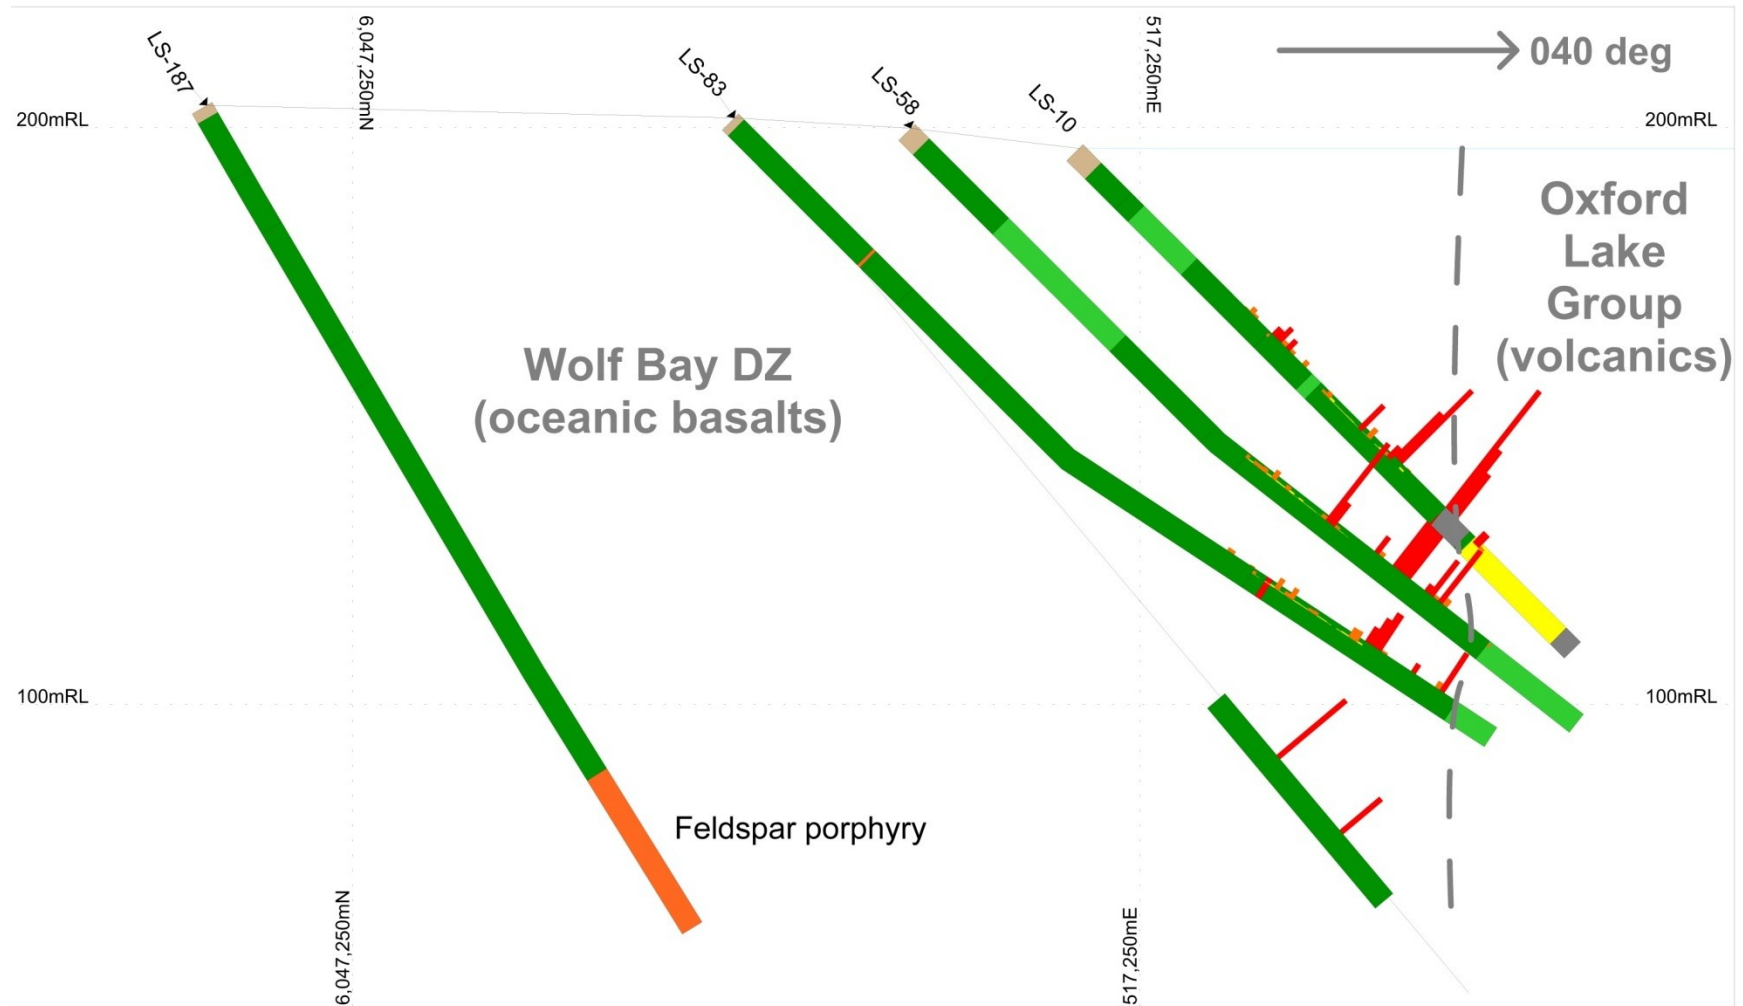 LS-187
6,047,250mN
LS-83
LS-58
LS-10
517,250mE
040 deg
200mRL
200mRL
Oxford
Lake
Group
(volcanics)
Wolf Bay DZ
(oceanic basalts)
100mRL
100mRL
Feldspar porphyry
6,047,250mN
517,250mE